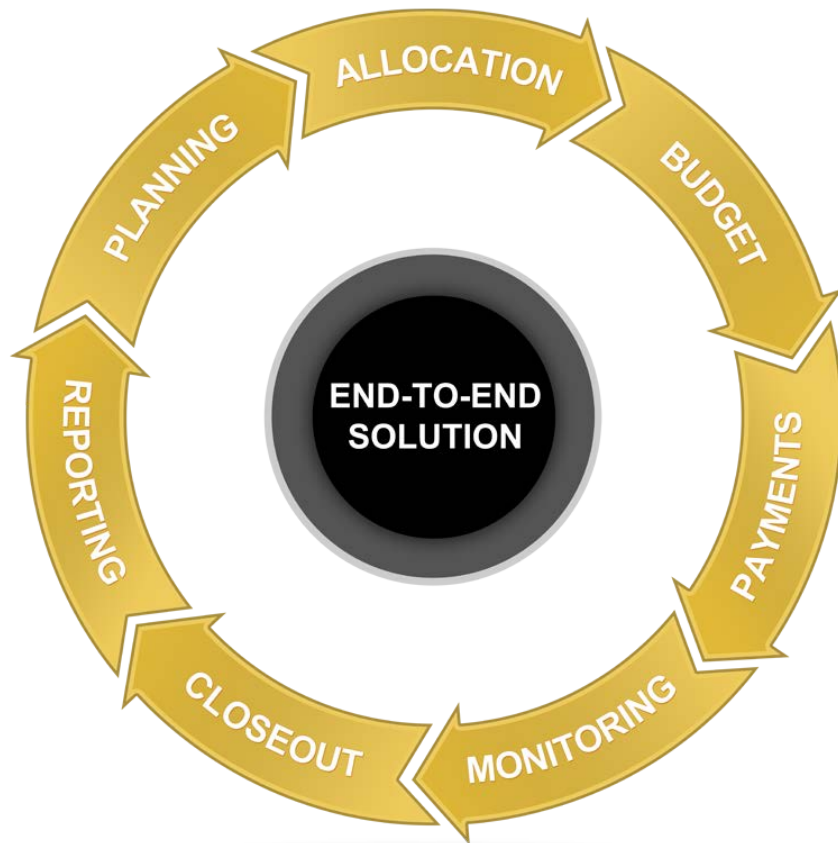 ALLOCATION
BUDGET
PAYMENTS
MONITORING
CLOSEOUT
REPORTING
PLANNING
END-TO-END
SOLUTION